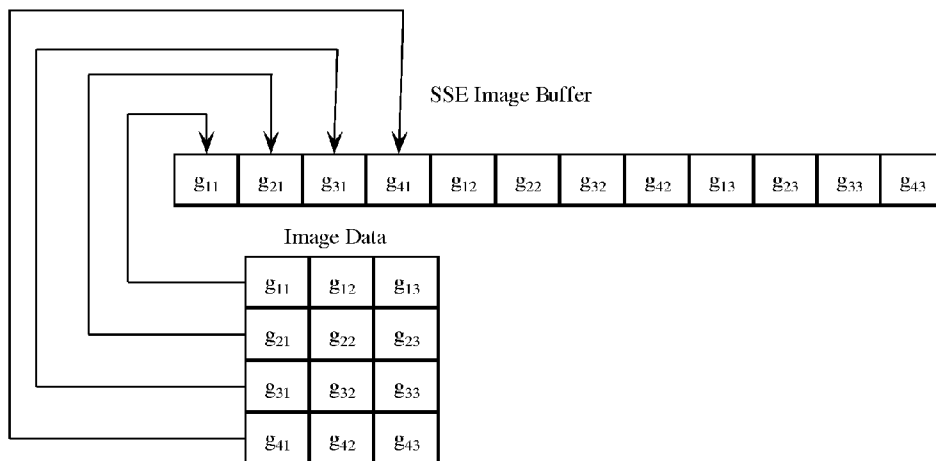 SSE Image Buffer
g₁₁ g₂₁ g₃₁ g₄₁ g₁₂ g₂₂ g₃₂ g₄₂ g₁₃ g₂₃ g₃₃ g₄₃
Image Data
g₁₁ g₁₂ g₁₃
g₂₁ g₂₂ g₂₃
g₃₁ g₃₂ g₃₃
g₄₁ g₄₂ g₄₃